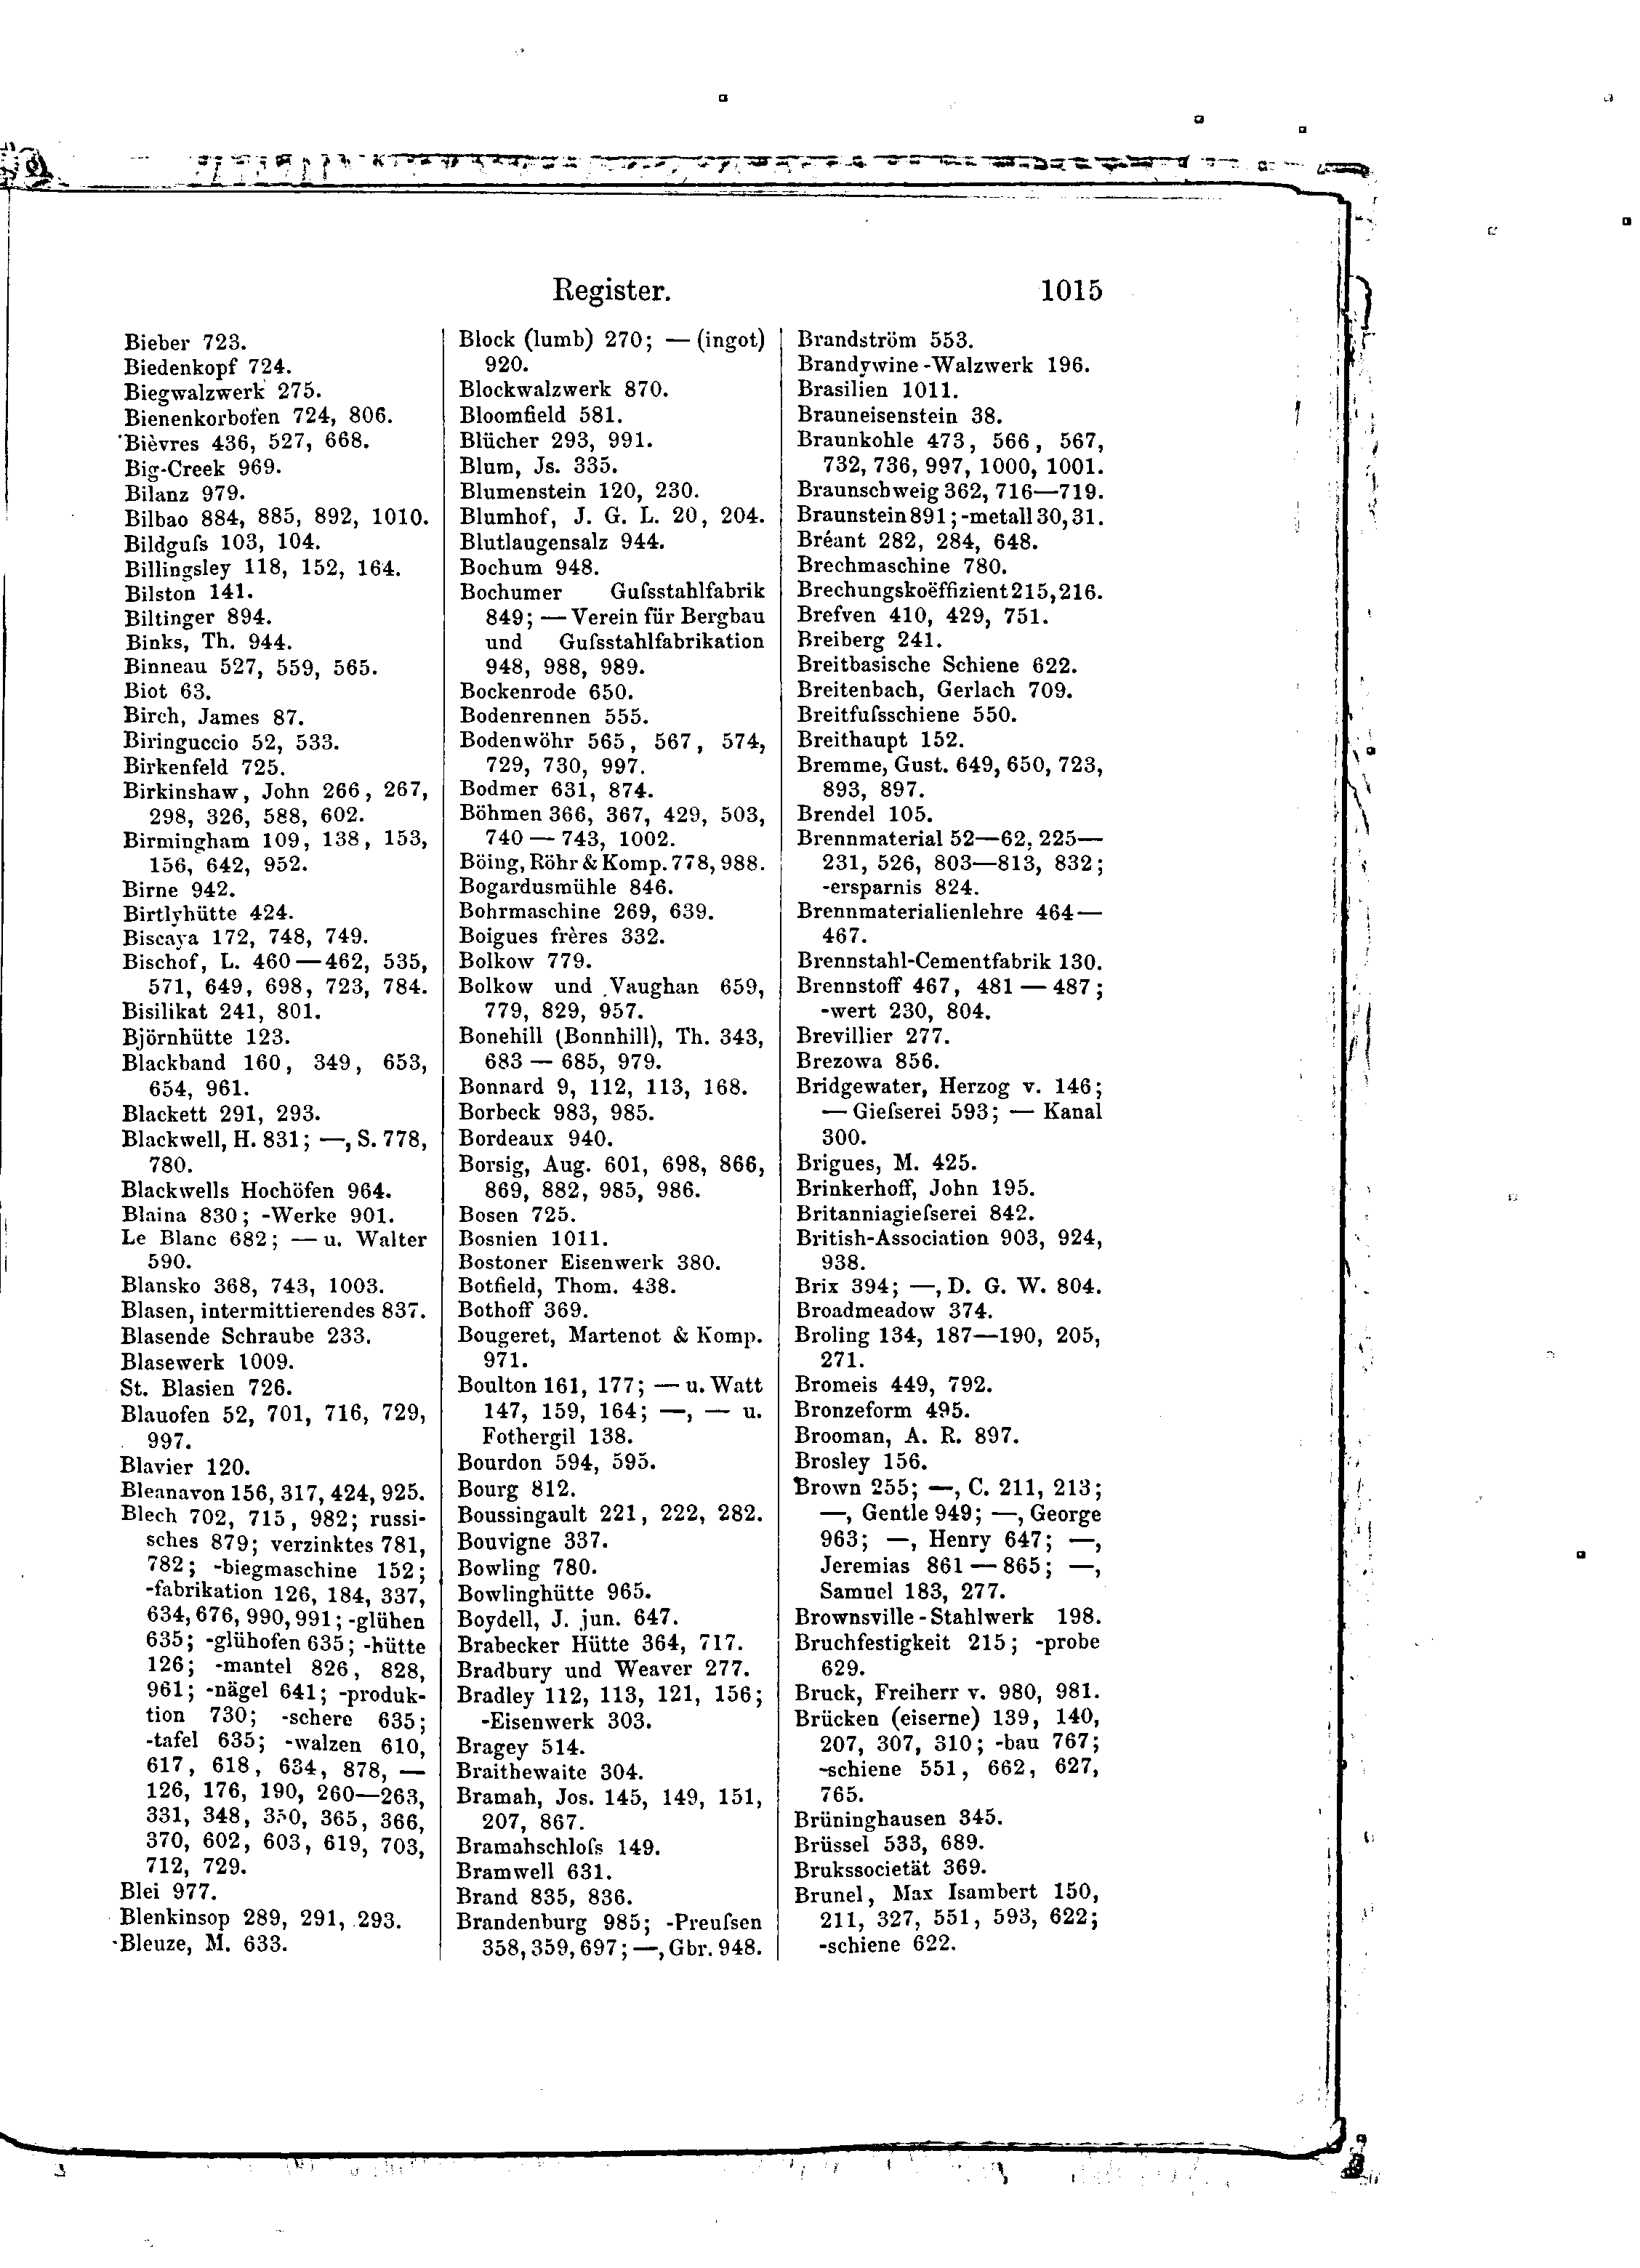 Register.
1015
Bieber 723.
Biedenkopf 724.
Biegwalzwerk 275.
Bienenkorbofen 724, 806.
Bièvres 436, 527, 668.
Big-Creek 969.
Bilanz 979.
Bilbao 884, 885, 892, 1010.
Bildguſs 103, 104.
Billingsley 118, 152, 164.
Bilston 141.
Biltinger 894.
Binks, Th. 944.
Binneau 527, 559, 565.
Biot 63.
Birch, James 87.
Biringuccio 52, 533.
Birkenfeld 725.
Birkinshaw, John 266, 267,
298, 326, 588, 602.
Birmingham 109, 138, 153,
156, 642, 952.
Birne 942.
Birtlyhütte 424.
Biscaya 172, 748, 749.
Bischof, L. 460—462, 535,
571, 649, 698, 723, 784.
Bisilikat 241, 801.
Björnhütte 123.
Blackband 160, 349, 653,
654, 961.
Blackett 291, 293.
Blackwell, H. 831; —, S. 778,
780.
Blackwells Hochöfen 964.
Blaina 830; -Werke 901.
Le Blanc 682; — u. Walter
590.
Blansko 368, 743, 1003.
Blasen, intermittierendes 837.
Blasende Schraube 233.
Blasewerk 1009.
St. Blasien 726.
Blauofen 52, 701, 716, 729,
997.
Blavier 120.
Bleanavon 156, 317, 424, 925.
Blech 702, 715, 982; russi-
sches 879; verzinktes 781,
782; -biegmaschine 152;
-fabrikation 126, 184, 337,
634, 676, 990, 991; -glühen
635; -glühofen 635; -hütte
126; -mantel 826, 828,
961; -nägel 641; -produk-
tion 730; -schere 635;
-tafel 635; -walzen 610,
617, 618, 634, 878, —
126, 176, 190, 260—263,
331, 348, 350, 365, 366,
370, 602, 603, 619, 703,
712, 729.
Blei 977.
Blenkinsop 289, 291, 293.
Bleuze, M. 633.
Block (lumb) 270; — (ingot)
920.
Blockwalzwerk 870.
Bloomfield 581.
Blücher 293, 991.
Blum, Js. 335.
Blumenstein 120, 230.
Blumhof, J. G. L. 20, 204.
Blutlaugensalz 944.
Bochum 948.
Bochumer Guſsstahlfabrik
849; — Verein für Bergbau
und Guſsstahlfabrikation
948, 988, 989.
Bockenrode 650.
Bodenrennen 555.
Bodenwöhr 565, 567, 574,
729, 730, 997.
Bodmer 631, 874.
Böhmen 366, 367, 429, 503,
740 — 743, 1002.
Böing, Röhr & Komp. 778, 988.
Bogardusmühle 846.
Bohrmaschine 269, 639.
Boigues frères 332.
Bolkow 779.
Bolkow und Vaughan 659,
779, 829, 957.
Bonehill (Bonnhill), Th. 343,
683 — 685, 979.
Bonnard 9, 112, 113, 168.
Borbeck 983, 985.
Bordeaux 940.
Borsig, Aug. 601, 698, 866,
869, 882, 985, 986.
Bosen 725.
Bosnien 1011.
Bostoner Eisenwerk 380.
Botfield, Thom. 438.
Bothoff 369.
Bougeret, Martenot & Komp.
971.
Boulton 161, 177; — u. Watt
147, 159, 164; —, — u.
Fothergil 138.
Bourdon 594, 595.
Bourg 812.
Boussingault 221, 222, 282.
Bouvigne 337.
Bowling 780.
Bowlinghütte 965.
Boydell, J. jun. 647.
Brabecker Hütte 364, 717.
Bradbury und Weaver 277.
Bradley 112, 113, 121, 156;
-Eisenwerk 303.
Bragey 514.
Braithewaite 304.
Bramah, Jos. 145, 149, 151,
207, 867.
Bramahschloſs 149.
Bramwell 631.
Brand 835, 836.
Brandenburg 985; -Preuſsen
358, 359, 697; —, Gbr. 948.
Brandström 553.
Brandywine-Walzwerk 196.
Brasilien 1011.
Brauneisenstein 38.
Braunkohle 473, 566, 567,
732, 736, 997, 1000, 1001.
Braunschweig 362, 716—719.
Braunstein 891; -metall 30, 31.
Bréant 282, 284, 648.
Brechmaschine 780.
Brechungskoëffizient 215, 216.
Brefven 410, 429, 751.
Breiberg 241.
Breitbasische Schiene 622.
Breitenbach, Gerlach 709.
Breitfuſsschiene 550.
Breithaupt 152.
Bremme, Gust. 649, 650, 723,
893, 897.
Brendel 105.
Brennmaterial 52—62, 225—
231, 526, 803—813, 832;
-ersparnis 824.
Brennmaterialienlehre 464—
467.
Brennstahl-Cementfabrik 130.
Brennstoff 467, 481 — 487;
-wert 230, 804.
Brevillier 277.
Brezowa 856.
Bridgewater, Herzog v. 146;
— Gieſserei 593; — Kanal
300.
Brigues, M. 425.
Brinkerhoff, John 195.
Britanniagieſserei 842.
British-Association 903, 924,
938.
Brix 394; —, D. G. W. 804.
Broadmeadow 374.
Broling 134, 187—190, 205,
271.
Bromeis 449, 792.
Bronzeform 495.
Brooman, A. R. 897.
Brosley 156.
Brown 255; —, C. 211, 213;
—, Gentle 949; —, George
963; —, Henry 647; —,
Jeremias 861 — 865; —,
Samuel 183, 277.
Brownsville-Stahlwerk 198.
Bruchfestigkeit 215; -probe
629.
Bruck, Freiherr v. 980, 981.
Brücken (eiserne) 139, 140,
207, 307, 310; -bau 767;
-schiene 551, 662, 627,
765.
Brüninghausen 345.
Brüssel 533, 689.
Brukssocietät 369.
Brunel, Max Isambert 150,
211, 327, 551, 593, 622;
-schiene 622.